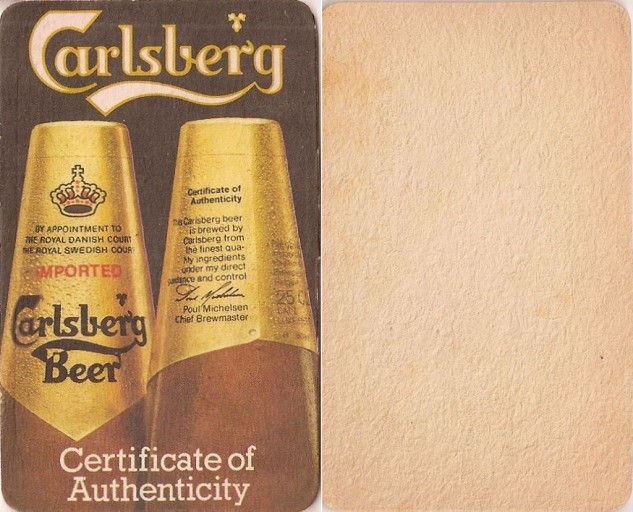 Carlsberg
BY APPOINTMENT TO
THE ROYAL DANISH COURT
THE ROYAL SWEDISH COURT
IMPORTED
Carlsberg
Beer
Certificate of
Authenticity
This Carlsberg beer
is brewed by
Carlsberg from
the finest qua-
lity ingredients
under my direct
guidance and control
Poul Michelsen
Chief Brewmaster
25
Certificate of
Authenticity